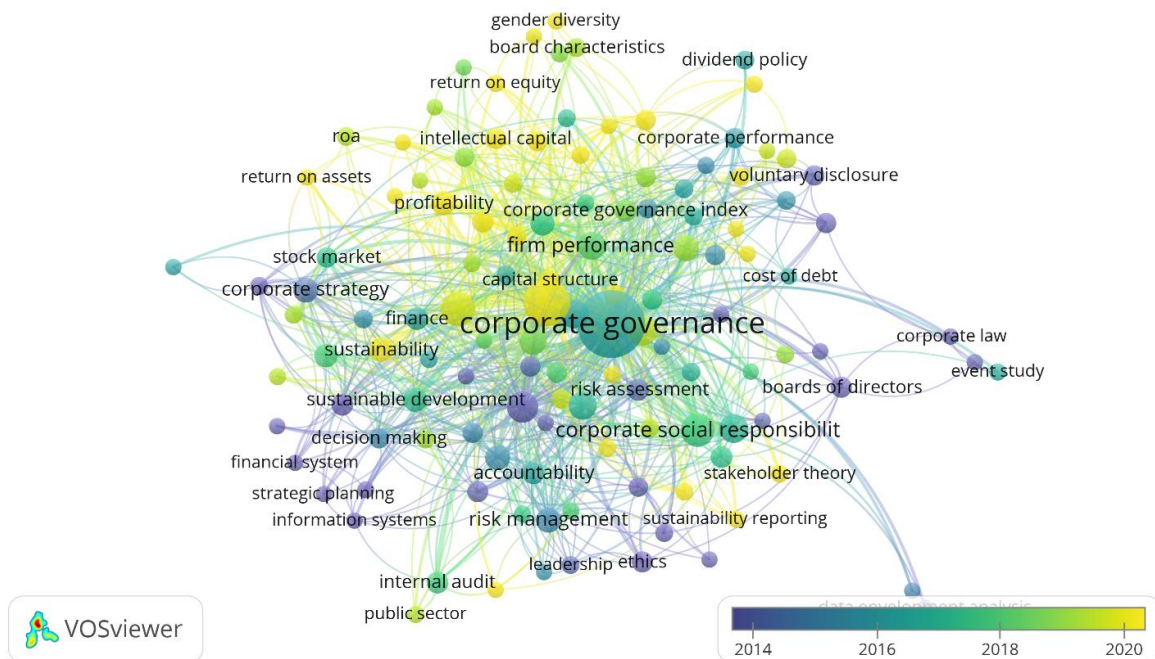 gender diversity
board characteristics
dividend policy
return on equity
roa
intellectual capital
corporate performance
return on assets
voluntary disclosure
profitability
corporate governance index
firm performance
stock market
cost of debt
capital structure
corporate strategy
finance
corporate governance
corporate law
sustainability
event study
risk assessment
boards of directors
sustainable development
corporate social responsibilit
decision making
financial system
accountability
stakeholder theory
strategic planning
information systems
risk management
sustainability reporting
leadership
ethics
internal audit
data envelopment analysis
public sector
VOSviewer
2014
2016
2018
2020